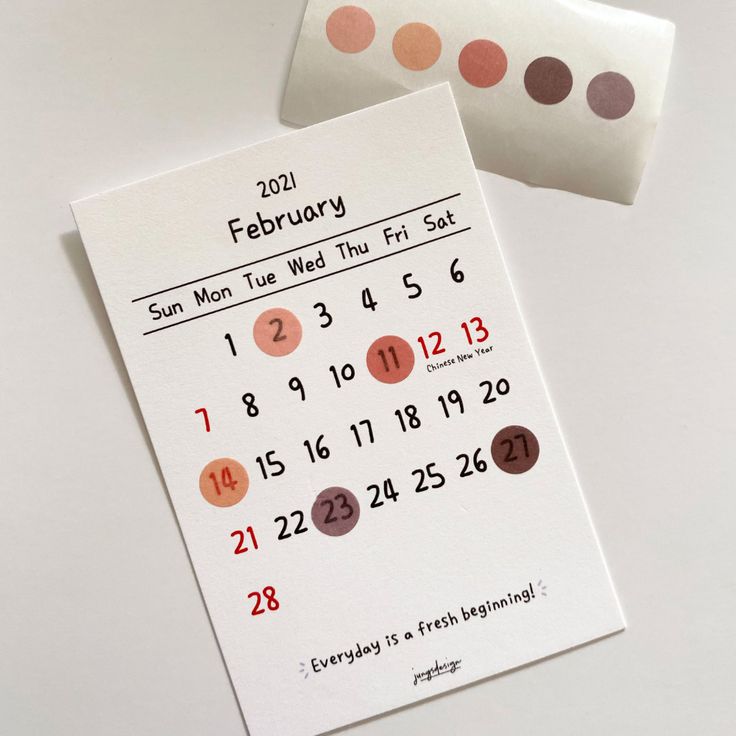 2021
February
Sun Mon Tue Wed Thu Fri Sat
1 2 3 4 5 6
7 8 9 10 11 12 13
Chinese New Year
14 15 16 17 18 19 20
21 22 23 24 25 26 27
28
Everyday is a fresh beginning!
jungsdesign